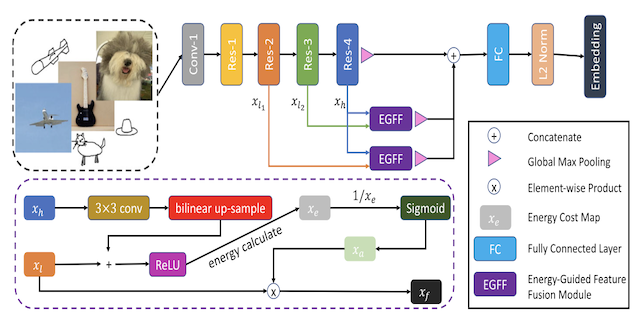 Conv-1
Res-1
Res-2
Res-3
Res-4
+
FC
L2 Norm
Embedding
x_{l_1}
x_{l_2}
x_h
EGFF
EGFF
+ Concatenate
Global Max Pooling
x Element-wise Product
x_e Energy Cost Map
FC Fully Connected Layer
EGFF Energy-Guided Feature
Fusion Module
x_h
3×3 conv
bilinear up-sample
energy calculate
x_e
1/x_e
Sigmoid
x_l
+
ReLU
x_a
x
x_f